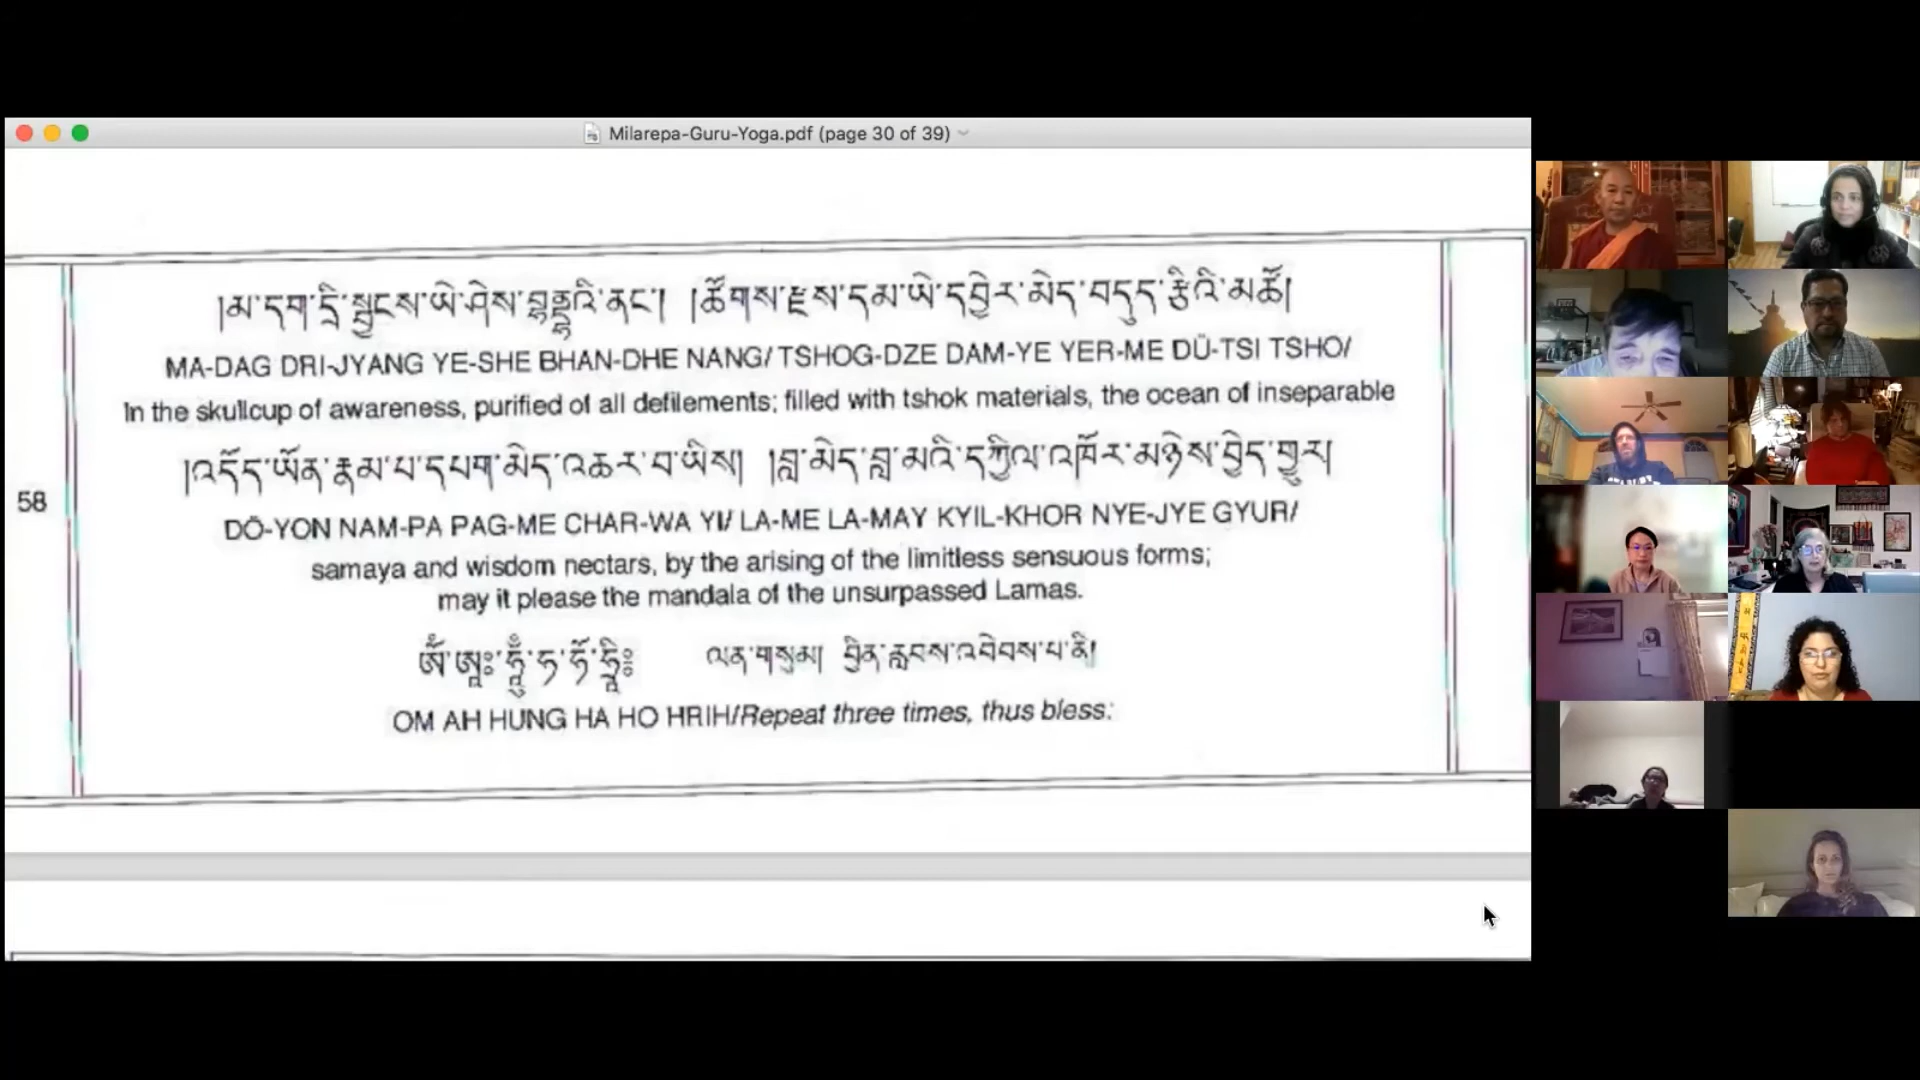 Milarepa-Guru-Yoga.pdf (page 30 of 39)
།མ་དག་དྲི་སྦྱངས་ཡེ་ཤེས་བྷནྡྷའི་ནང་། །ཚོགས་རྫས་དམ་ཡེ་དབྱེར་མེད་བདུད་རྩིའི་མཚོ།
MA-DAG DRI-JYANG YE-SHE BHAN-DHE NANG/ TSHOG-DZE DAM-YE YER-ME DÜ-TSI TSHO/
In the skullcup of awareness, purified of all defilements; filled with tshok materials, the ocean of inseparable
།འདོད་ཡོན་རྣམ་པ་དཔག་མེད་འཆར་བ་ཡིས། །བླ་མེད་བླ་མའི་དཀྱིལ་འཁོར་མཉེས་བྱེད་གྱུར།
58
DÖ-YON NAM-PA PAG-ME CHAR-WA YI/ LA-ME LA-MAY KYIL-KHOR NYE-JYE GYUR/
samaya and wisdom nectars, by the arising of the limitless sensuous forms;
may it please the mandala of the unsurpassed Lamas.
ༀ་ཨཱཿ་ཧཱུྃ་ཧ་ཧོ་ཧྲཱིཿ ལན་གསུམ། བྱིན་རླབས་འབེབས་པ་ནི།
OM AH HUNG HA HO HRIH/Repeat three times, thus bless: